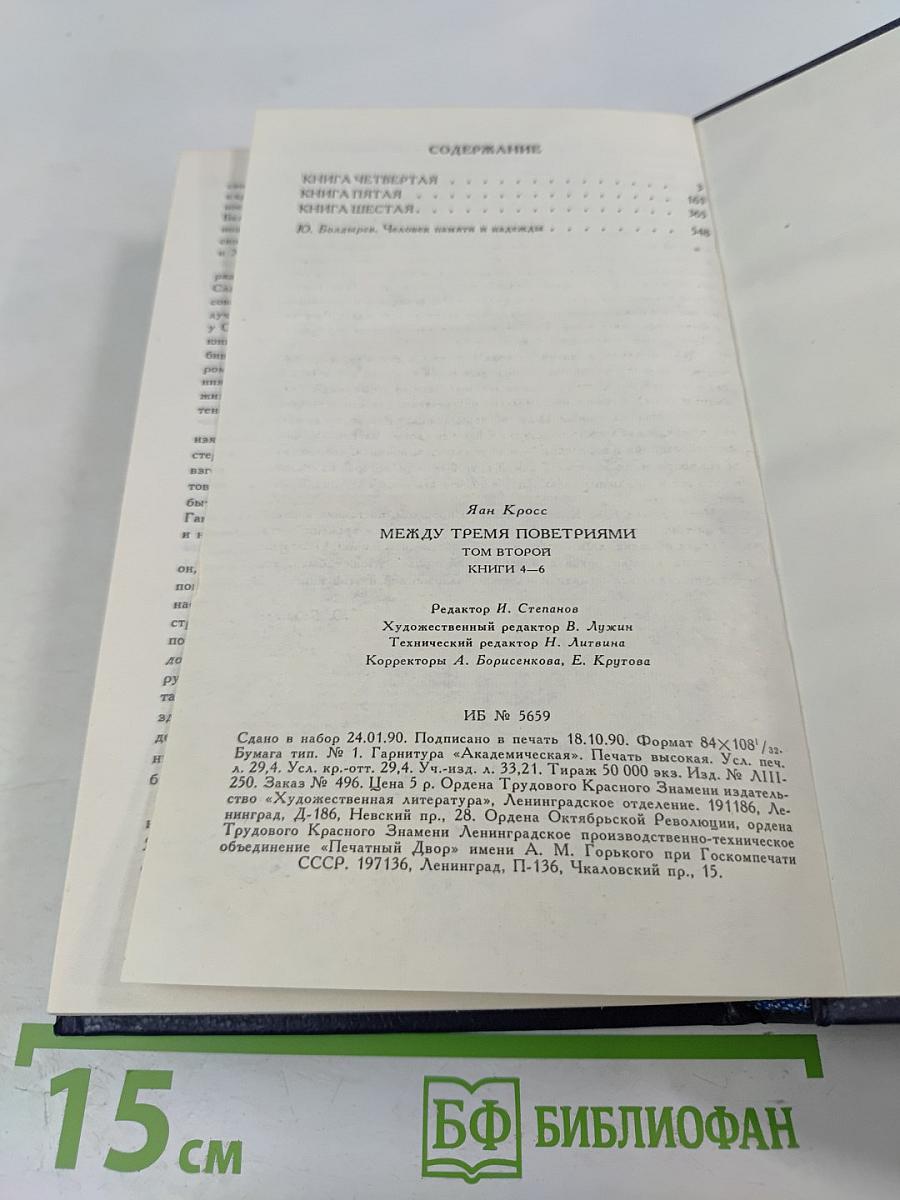 СОДЕРЖАНИЕ
КНИГА ЧЕТВЕРТАЯ . . . . . . . . . . . . . . 3
КНИГА ПЯТАЯ . . . . . . . . . . . . . . . 165
КНИГА ШЕСТАЯ. . . . . . . . . . . . . . . 365
Ю. Болдырев. Человек памяти и надежды . . . . . . . . 548
Яан Кросс
МЕЖДУ ТРЕМЯ ПОВЕТРИЯМИ
ТОМ ВТОРОЙ
КНИГИ 4—6
Редактор И. Степанов
Художественный редактор В. Лужин
Технический редактор Н. Литвина
Корректоры А. Борисенкова, Е. Крутова
ИБ № 5659
Сдано в набор 24.01.90. Подписано в печать 18.10.90. Формат 84×108¹/₃₂.
Бумага тип. № 1. Гарнитура «Академическая». Печать высокая. Усл. печ.
л. 29,4. Усл. кр.-отт. 29,4. Уч.-изд. л. 33,21. Тираж 50 000 экз. Изд. № ЛIII-
250. Заказ № 496. Цена 5 р. Ордена Трудового Красного Знамени издатель-
ство «Художественная литература», Ленинградское отделение. 191186, Ле-
нинград, Д-186, Невский пр., 28. Ордена Октябрьской Революции, ордена
Трудового Красного Знамени Ленинградское производственно-техническое
объединение «Печатный Двор» имени А. М. Горького при Госкомпечати
СССР. 197136, Ленинград, П-136, Чкаловский пр., 15.
15 см
БФ БИБЛИОФАН